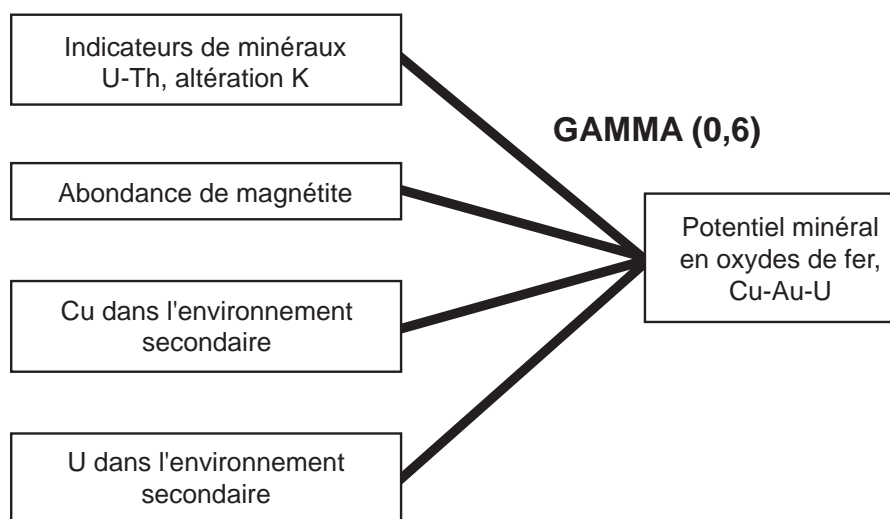 Indicateurs de minéraux
U-Th, altération K
GAMMA (0,6)
Abondance de magnétite
Potentiel minéral
en oxydes de fer,
Cu-Au-U
Cu dans l'environnement
secondaire
U dans l'environnement
secondaire